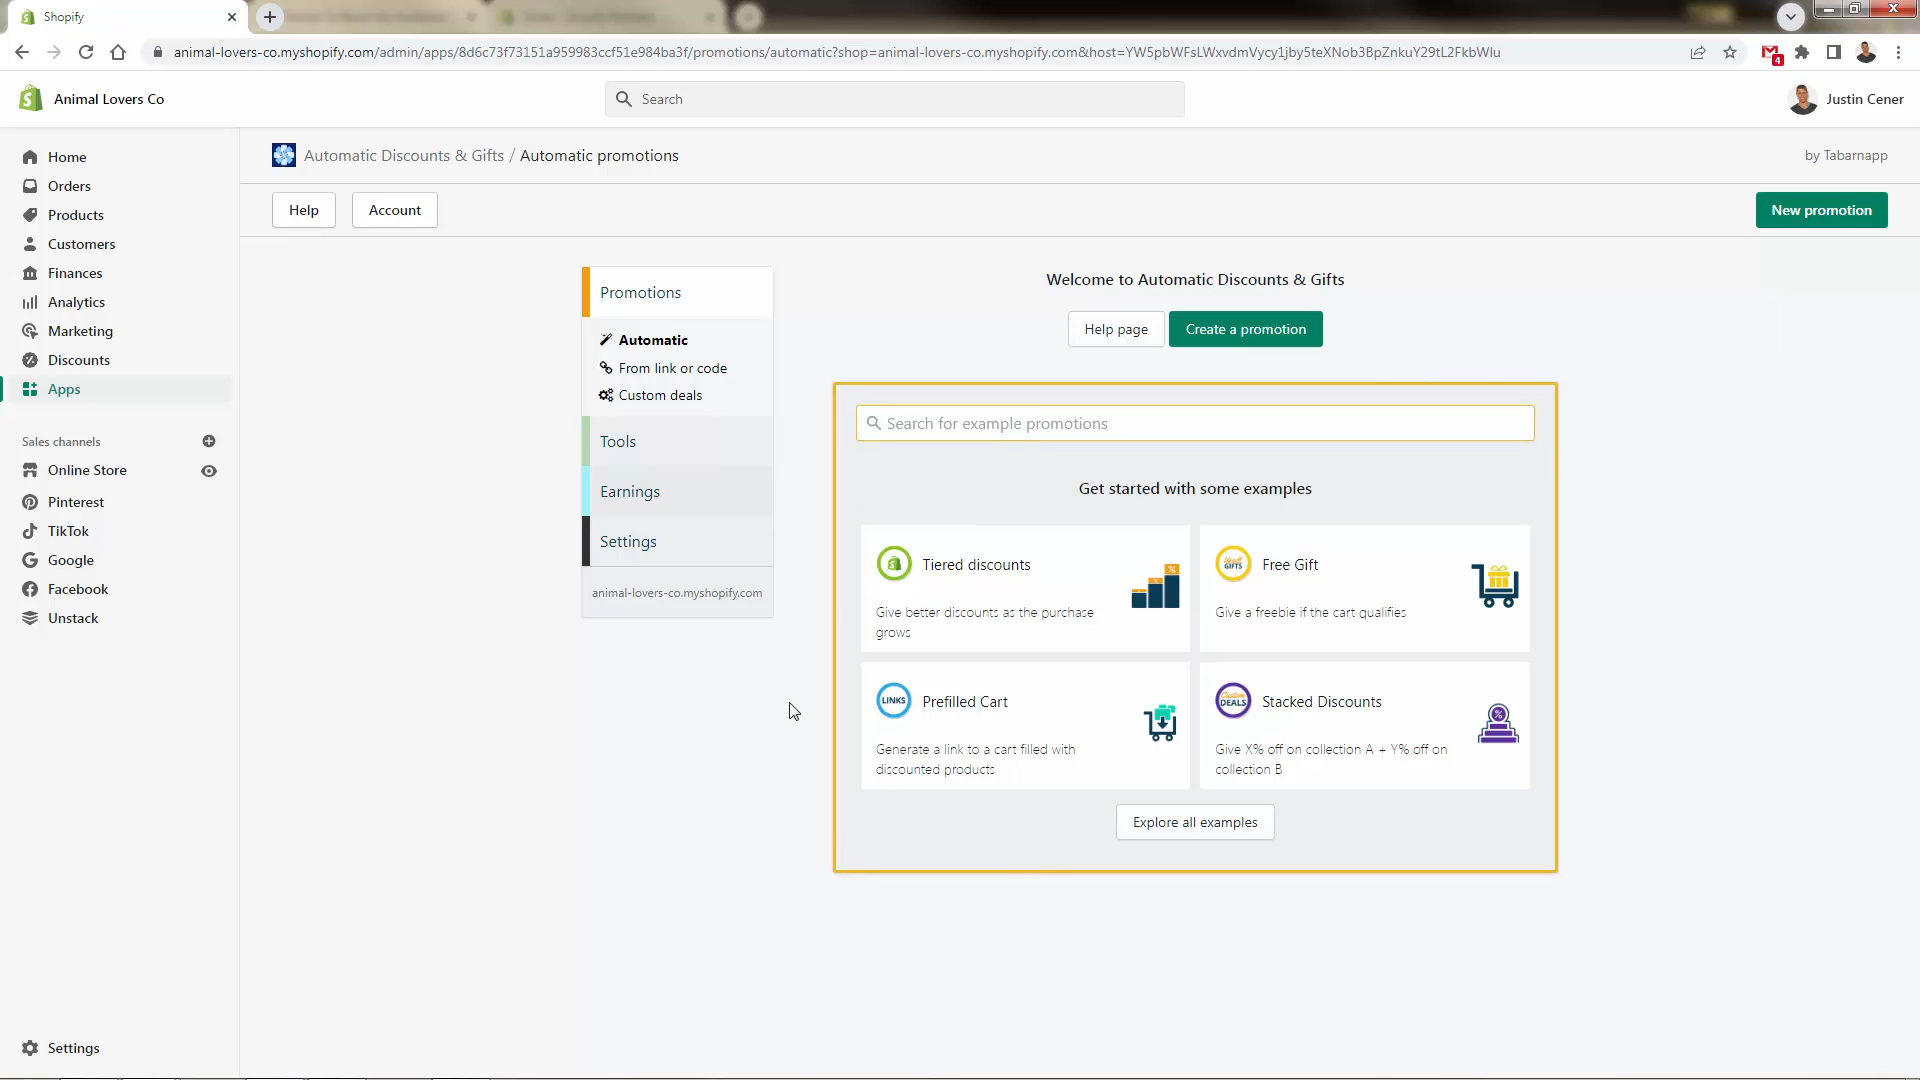 Shopify
animal-lovers-co.myshopify.com/admin/apps/8d6c73f73151a959983ccf51e984ba3f/promotions/automatic?shop=animal-lovers-co.myshopify.com&host=YW5pbWFsLWxvdmVycy1jby5teXNob3BpZnkuY29tL2FkbWlu
4
Animal Lovers Co
Search
Justin Cener
Home
Orders
Products
Customers
Finances
Analytics
Marketing
Discounts
Apps
Sales channels
Online Store
Pinterest
TikTok
Google
Facebook
Unstack
Settings
Automatic Discounts & Gifts / Automatic promotions
by Tabarnapp
Help
Account
New promotion
Promotions
Automatic
From link or code
Custom deals
Tools
Earnings
Settings
animal-lovers-co.myshopify.com
Welcome to Automatic Discounts & Gifts
Help page
Create a promotion
Search for example promotions
Get started with some examples
Tiered discounts
Give better discounts as the purchase
grows
GIFTS
Free Gift
Give a freebie if the cart qualifies
LINKS
Prefilled Cart
Generate a link to a cart filled with
discounted products
Custom
DEALS
Stacked Discounts
Give X% off on collection A + Y% off on
collection B
Explore all examples